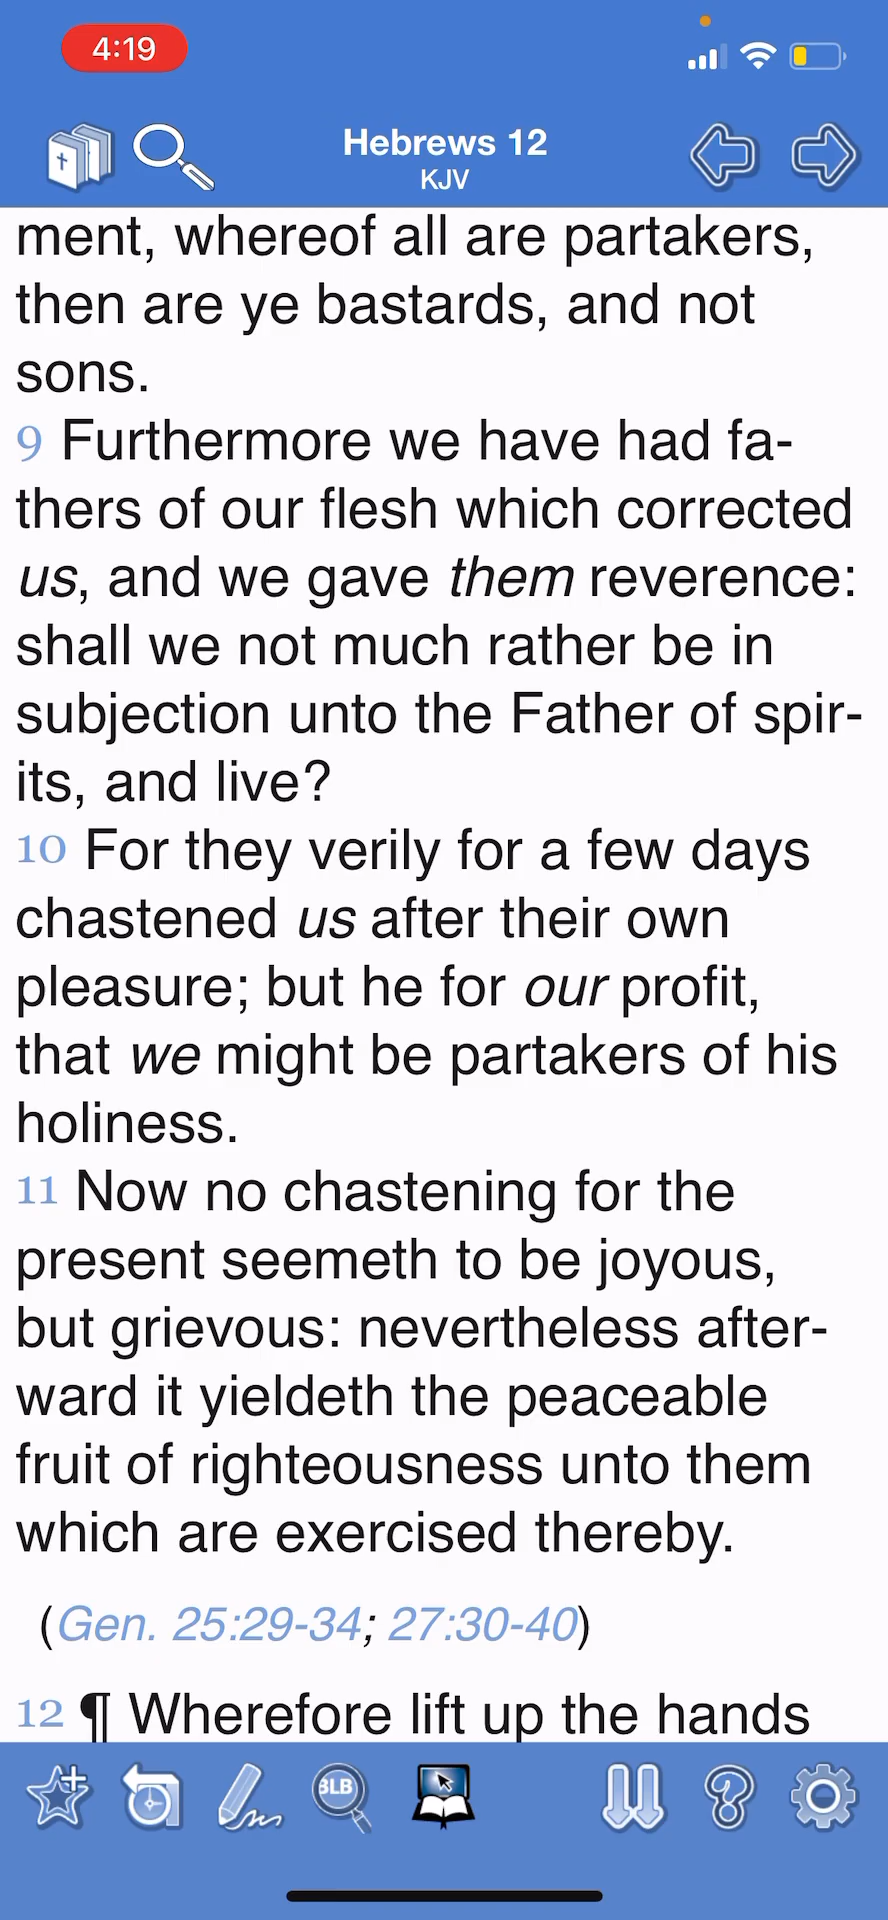 4:19
Hebrews 12
KJV
ment, whereof all are partakers,
then are ye bastards, and not
sons.
9 Furthermore we have had fa-
thers of our flesh which corrected
us, and we gave them reverence:
shall we not much rather be in
subjection unto the Father of spir-
its, and live?
10 For they verily for a few days
chastened us after their own
pleasure; but he for our profit,
that we might be partakers of his
holiness.
11 Now no chastening for the
present seemeth to be joyous,
but grievous: nevertheless after-
ward it yieldeth the peaceable
fruit of righteousness unto them
which are exercised thereby.
(Gen. 25:29-34; 27:30-40)
12 ¶ Wherefore lift up the hands
BLB